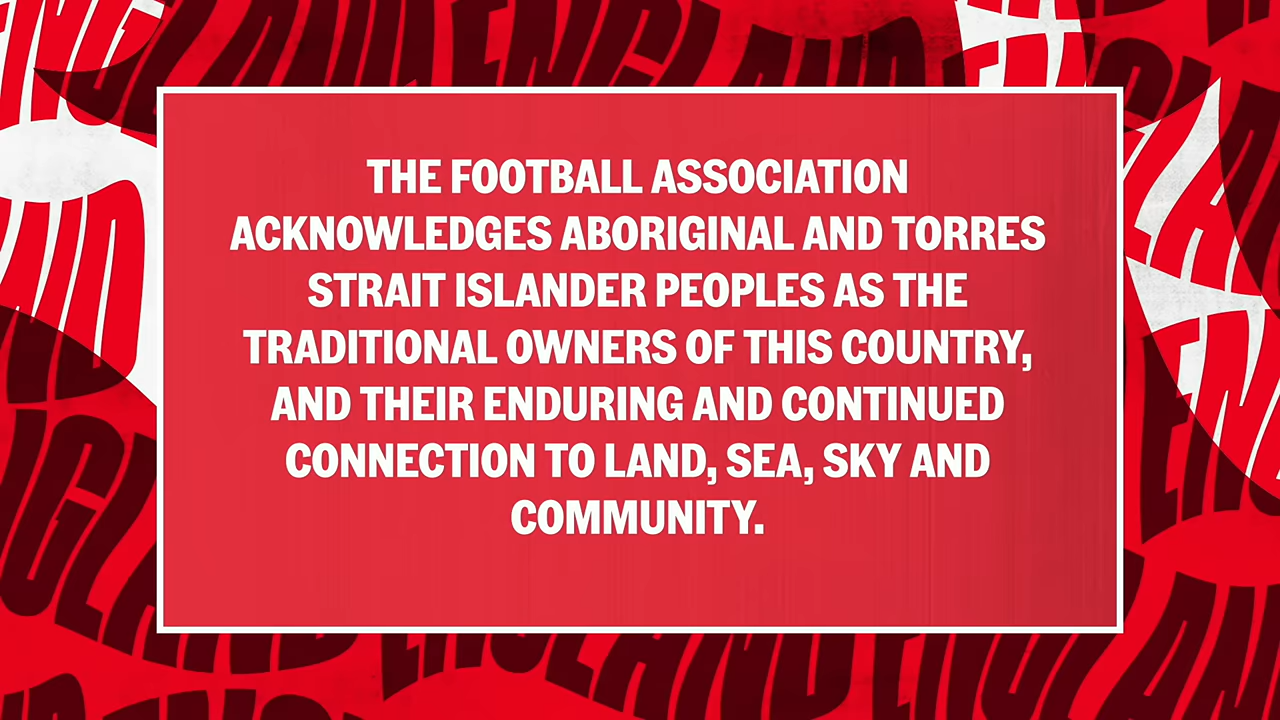 THE FOOTBALL ASSOCIATION
ACKNOWLEDGES ABORIGINAL AND TORRES
STRAIT ISLANDER PEOPLES AS THE
TRADITIONAL OWNERS OF THIS COUNTRY,
AND THEIR ENDURING AND CONTINUED
CONNECTION TO LAND, SEA, SKY AND
COMMUNITY.
ENGLAND